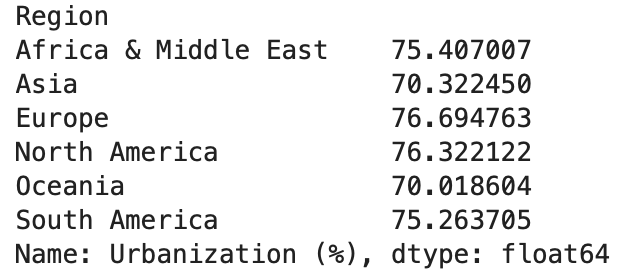 Region
Africa & Middle East    75.407007
Asia                    70.322450
Europe                  76.694763
North America           76.322122
Oceania                 70.018604
South America           75.263705
Name: Urbanization (%), dtype: float64